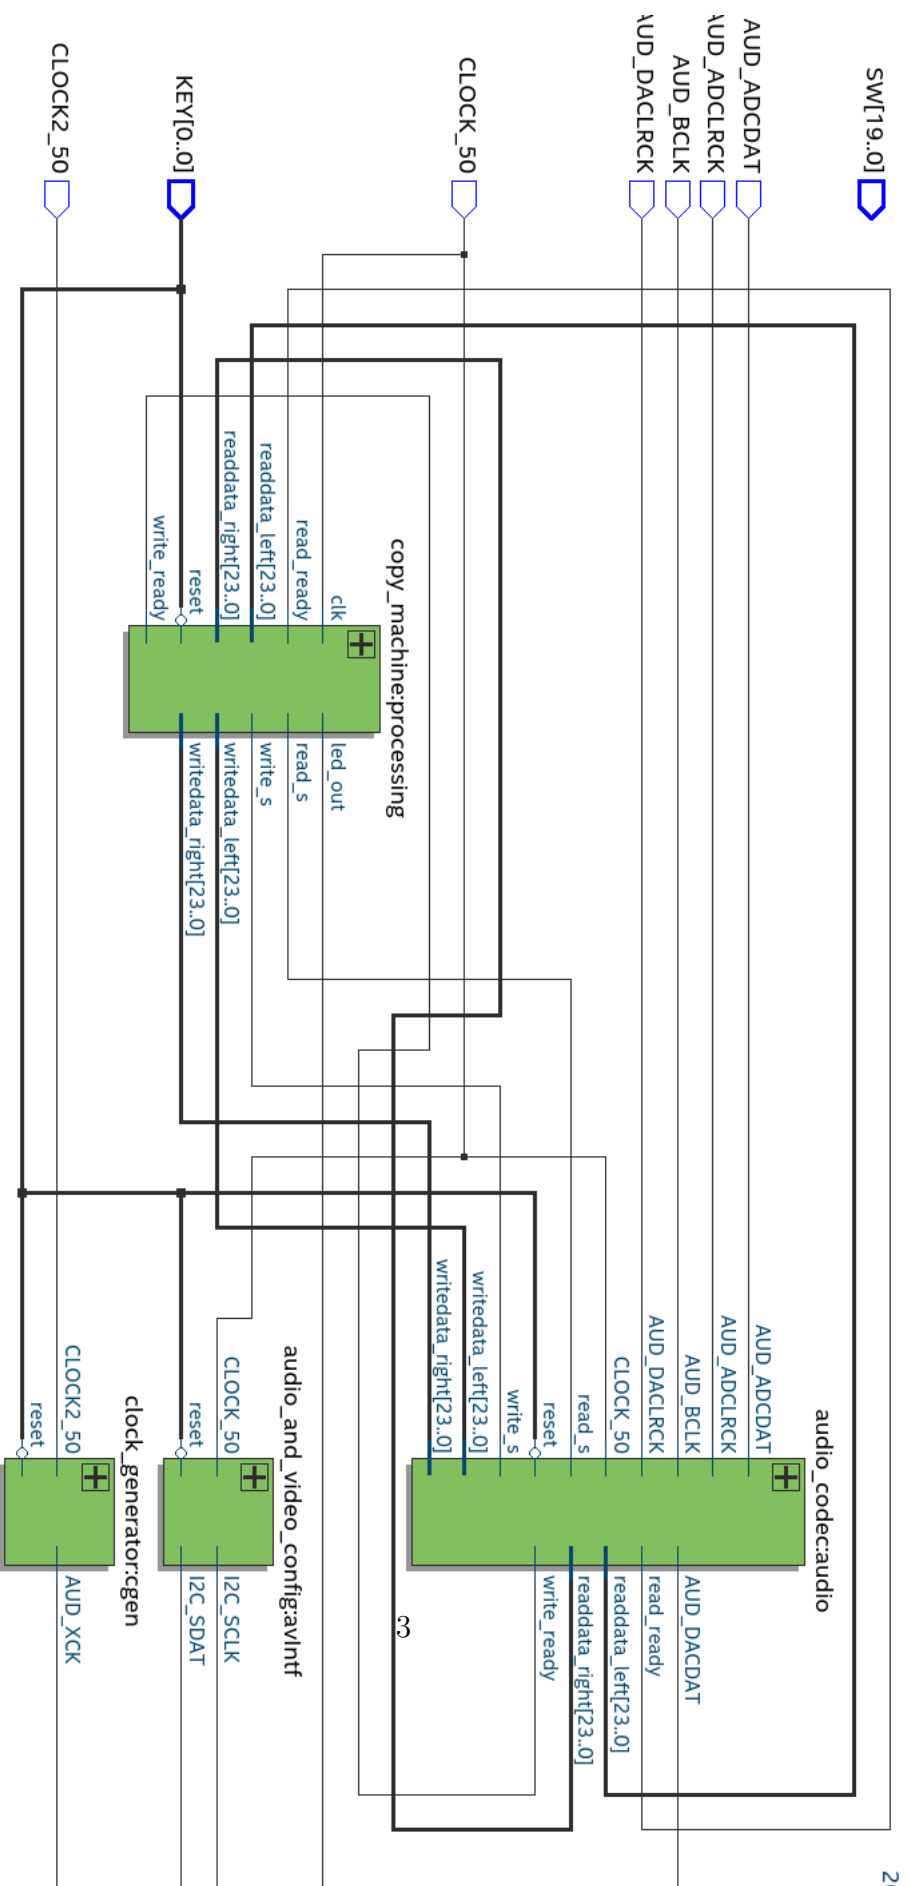 SW[19..0]
AUD_ADCDAT
AUD_ADCLRCK
AUD_BCLK
AUD_DACLRCK
CLOCK_50
KEY[0..0]
CLOCK2_50
copy_machine:processing
clk
read_ready
readdata_left[23..0]
readdata_right[23..0]
reset
write_ready
led_out
read_s
write_s
writedata_left[23..0]
writedata_right[23..0]
audio_codec:audio
AUD_ADCDAT
AUD_ADCLRCK
AUD_BCLK
AUD_DACLRCK
CLOCK_50
read_s
reset
write_s
writedata_left[23..0]
writedata_right[23..0]
AUD_DACDAT
read_ready
readdata_left[23..0]
readdata_right[23..0]
write_ready
audio_and_video_config:avIntf
CLOCK_50
reset
I2C_SCLK
I2C_SDAT
clock_generator:cgen
CLOCK2_50
reset
AUD_XCK
3